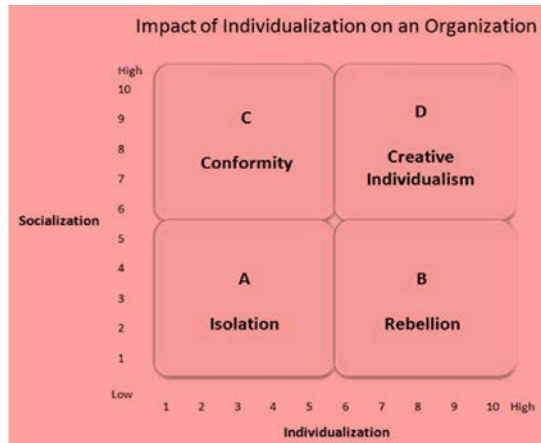 Impact of Individualization on an Organization
High
10
9
8
7
6
Socialization
5
4
3
2
1
Low
C
Conformity
D
Creative
Individualism
A
Isolation
B
Rebellion
1 2 3 4 5 6 7 8 9 10 High
Individualization